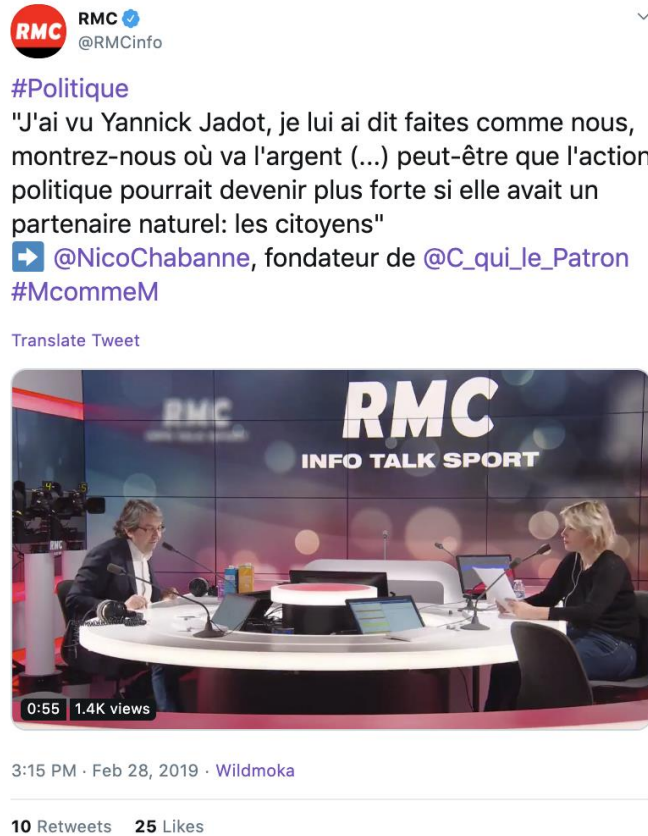 RMC
RMC
@RMCinfo
#Politique
"J'ai vu Yannick Jadot, je lui ai dit faites comme nous,
montrez-nous où va l'argent (...) peut-être que l'action
politique pourrait devenir plus forte si elle avait un
partenaire naturel: les citoyens"
@NicoChabanne, fondateur de @C_qui_le_Patron
#McommeM
Translate Tweet
RMC
RMC
INFO TALK SPORT
RMC
0:55 1.4K views
3:15 PM · Feb 28, 2019 · Wildmoka
10 Retweets 25 Likes